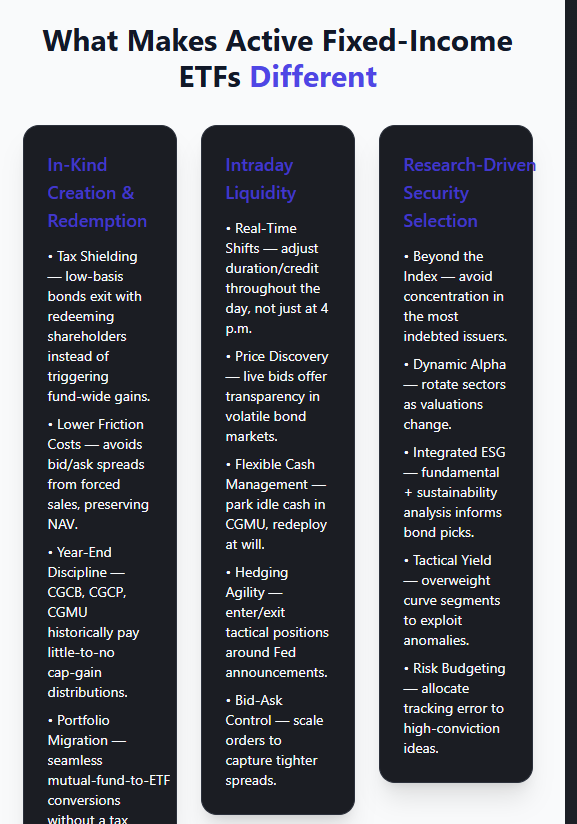 What Makes Active Fixed-Income
ETFs Different
In-Kind
Creation &
Redemption
• Tax Shielding
— low-basis
bonds exit with
redeeming
shareholders
instead of
triggering
fund-wide gains.
• Lower Friction
Costs — avoids
bid/ask spreads
from forced
sales, preserving
NAV.
• Year-End
Discipline —
CGCB, CGCP,
CGMU
historically pay
little-to-no
cap-gain
distributions.
• Portfolio
Migration —
seamless
mutual-fund-to-ETF
conversions
without a tax
Intraday
Liquidity
• Real-Time
Shifts — adjust
duration/credit
throughout the
day, not just at 4
p.m.
• Price Discovery
— live bids offer
transparency in
volatile bond
markets.
• Flexible Cash
Management —
park idle cash in
CGMU, redeploy
at will.
• Hedging
Agility —
enter/exit
tactical positions
around Fed
announcements.
• Bid-Ask
Control — scale
orders to
capture tighter
spreads.
Research-Driven
Security
Selection
• Beyond the
Index — avoid
concentration in
the most
indebted issuers.
• Dynamic Alpha
— rotate sectors
as valuations
change.
• Integrated ESG
— fundamental
+ sustainability
analysis informs
bond picks.
• Tactical Yield
— overweight
curve segments
to exploit
anomalies.
• Risk Budgeting
— allocate
tracking error to
high-conviction
ideas.